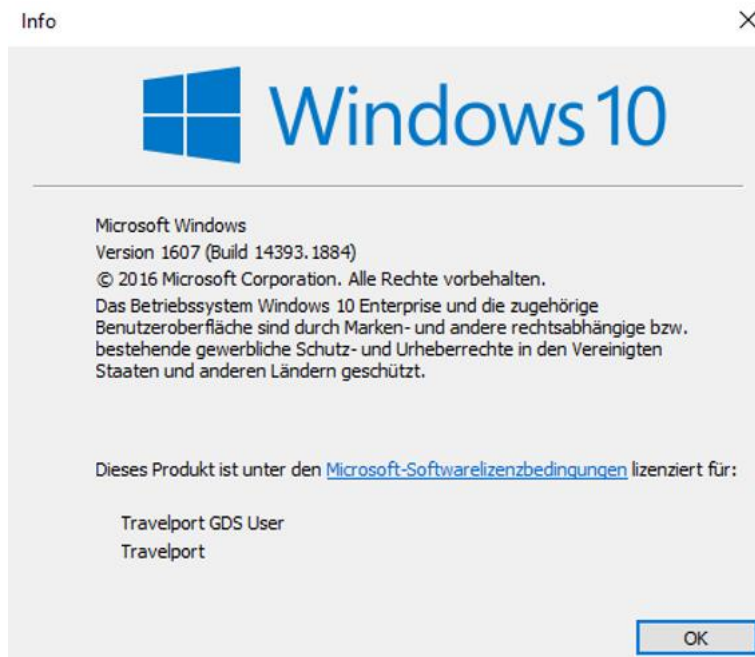 Info
Windows 10
Microsoft Windows
Version 1607 (Build 14393.1884)
© 2016 Microsoft Corporation. Alle Rechte vorbehalten.
Das Betriebssystem Windows 10 Enterprise und die zugehörige
Benutzeroberfläche sind durch Marken- und andere rechtsabhängige bzw.
bestehende gewerbliche Schutz- und Urheberrechte in den Vereinigten
Staaten und anderen Ländern geschützt.
Dieses Produkt ist unter den Microsoft-Softwarelizenzbedingungen lizenziert für:
Travelport GDS User
Travelport
OK